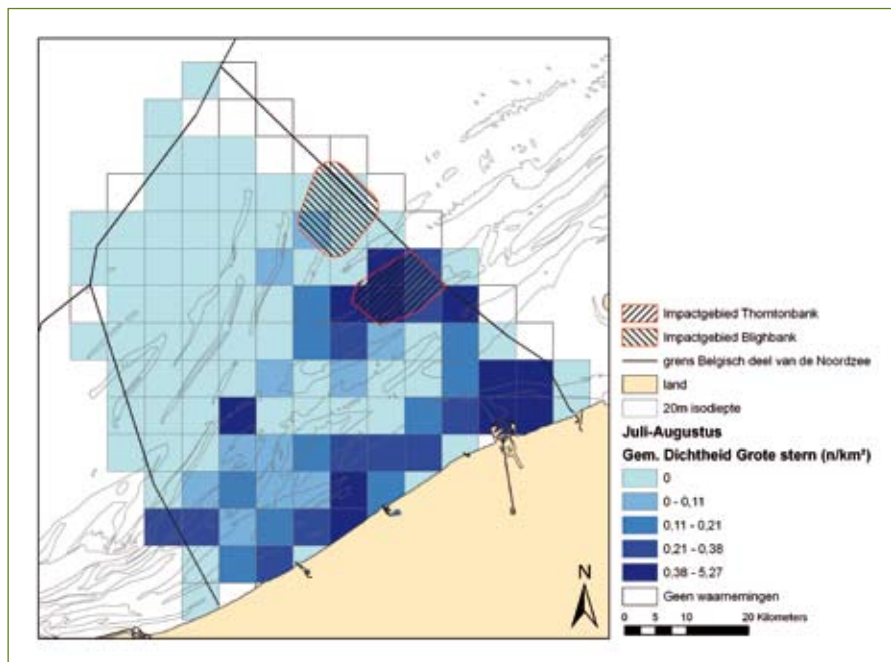 Impactgebied Thorntonbank
Impactgebied Blighbank
grens Belgisch deel van de Noordzee
land
20m isodiepte
Juli-Augustus
Gem. Dichtheid Grote stern (n/km²)
0
0 - 0,11
0,11 - 0,21
0,21 - 0,38
0,38 - 5,27
Geen waarnemingen
N
0 5 10 20 Kilometers